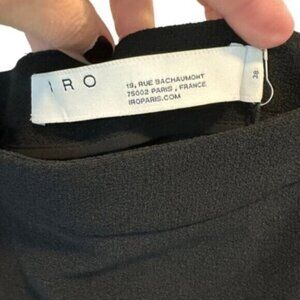 IRO
19, RUE BACHAUMONT
75002 PARIS, FRANCE
IROPARIS.COM
38